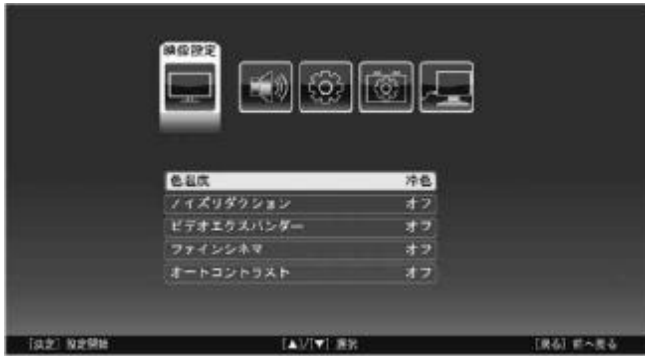 映像設定
色温度 冷色
ノイズリダクション オフ
ビデオエクスパンダー オフ
ファインシネマ オフ
オートコントラスト オフ
[決定] 設定開始 [▲]/[▼] 選択 [戻る] 前へ戻る